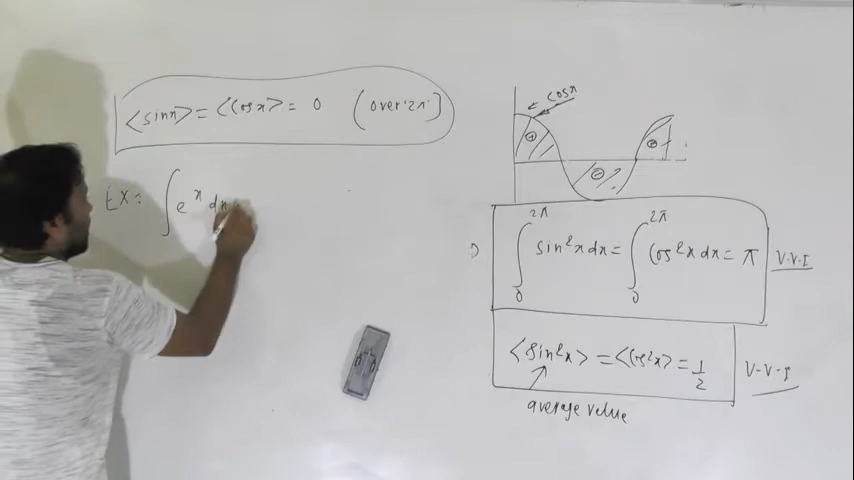 <sinx> = <cosx> = 0 (over 2π)
Ex: ∫e^x dx
cosx
+
-
+
1) ∫₀^2π sin²x dx = ∫₀^2π cos²x dx = π V.V.I
<sin²x> = <cos²x> = 1/2 V-V-I
average value